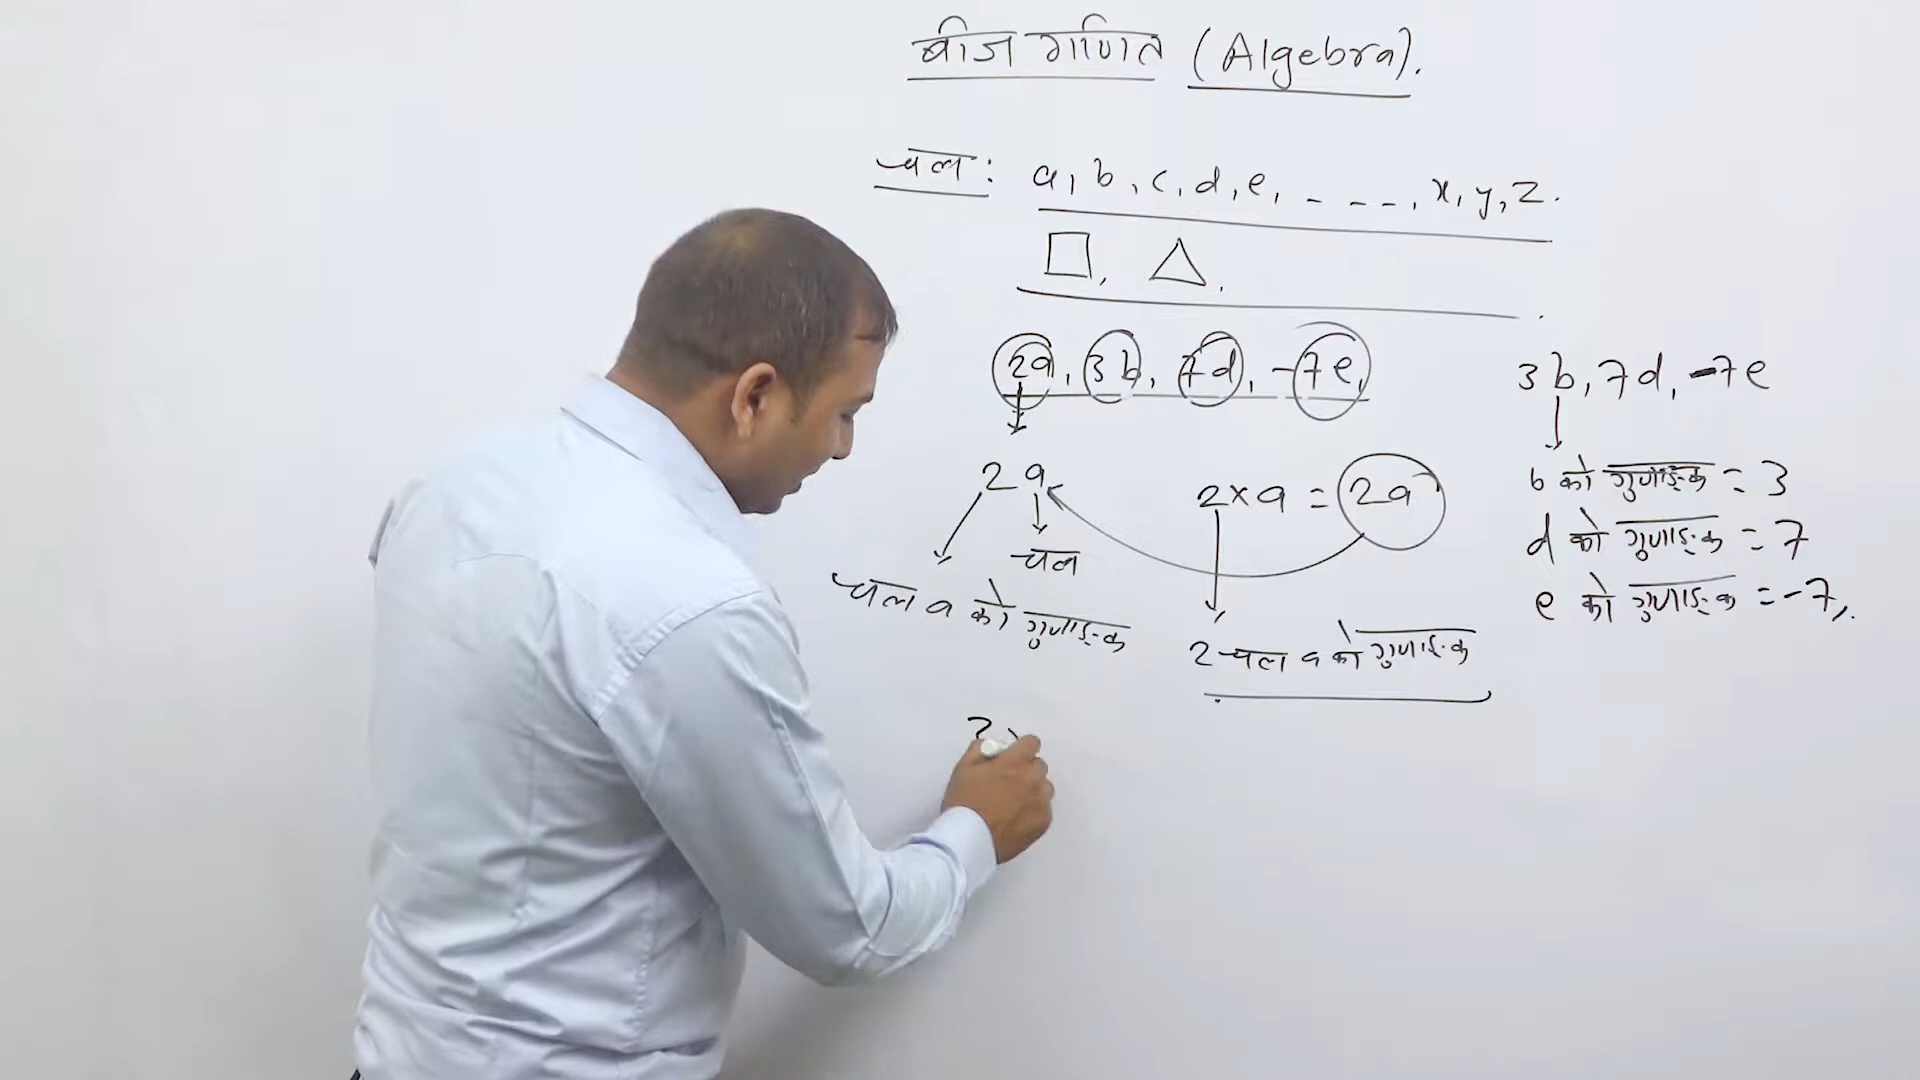 बीज गणित (Algebra).
चल : a, b, c, d, e, - - - -, x, y, z.
□, △.
2a, 3b, 7d, -7e,
2a
चल
चल a को गुणाङ्क
2×a = 2a
2 चल a को गुणाङ्क
3b, 7d, -7e
b को गुणाङ्क = 3
d को गुणाङ्क = 7
e को गुणाङ्क = -7,.